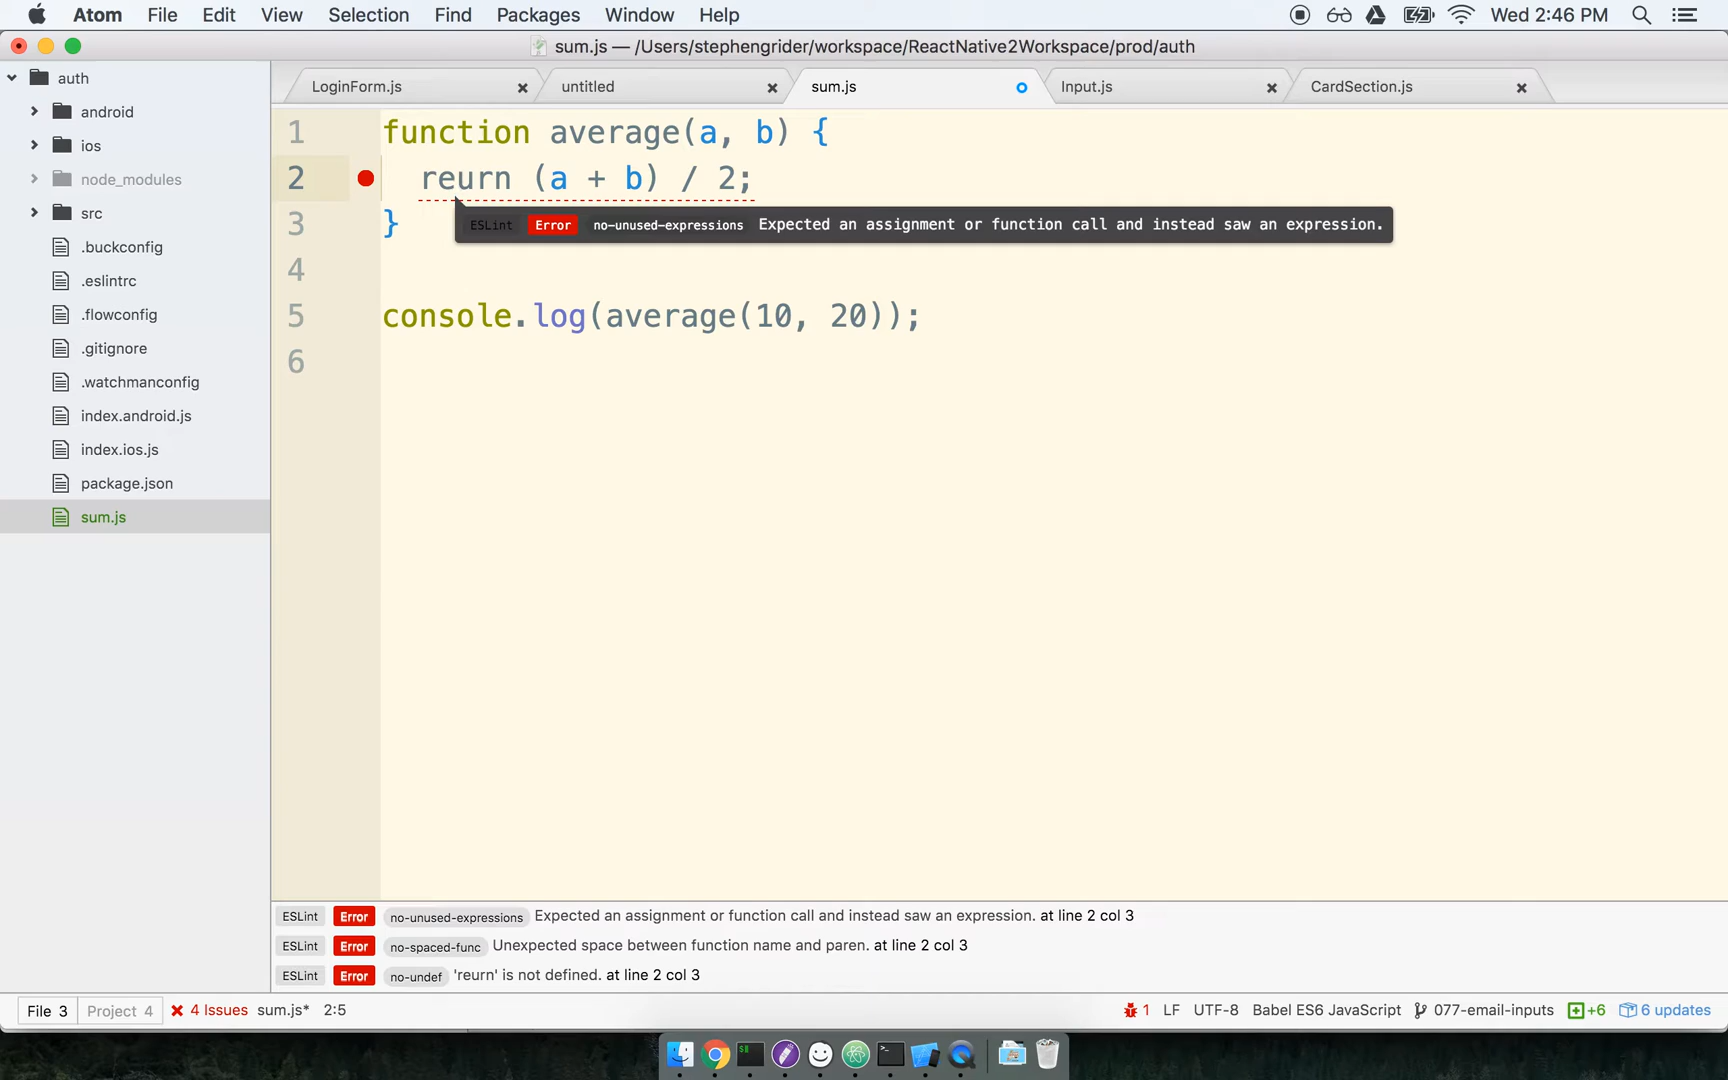 Atom File Edit View Selection Find Packages Window Help Wed 2:46 PM
sum.js — /Users/stephengrider/workspace/ReactNative2Workspace/prod/auth
auth
android
ios
node_modules
src
.buckconfig
.eslintrc
.flowconfig
.gitignore
.watchmanconfig
index.android.js
index.ios.js
package.json
sum.js
LoginForm.js untitled sum.js Input.js CardSection.js
1 function average(a, b) {
2 reurn (a + b) / 2;
ESLint Error no-unused-expressions Expected an assignment or function call and instead saw an expression.
3 }
4
5 console.log(average(10, 20));
6
ESLint Error no-unused-expressions Expected an assignment or function call and instead saw an expression. at line 2 col 3
ESLint Error no-spaced-func Unexpected space between function name and paren. at line 2 col 3
ESLint Error no-undef 'reurn' is not defined. at line 2 col 3
File 3 Project 4 4 Issues sum.js* 2:5 1 LF UTF-8 Babel ES6 JavaScript 077-email-inputs +6 6 updates